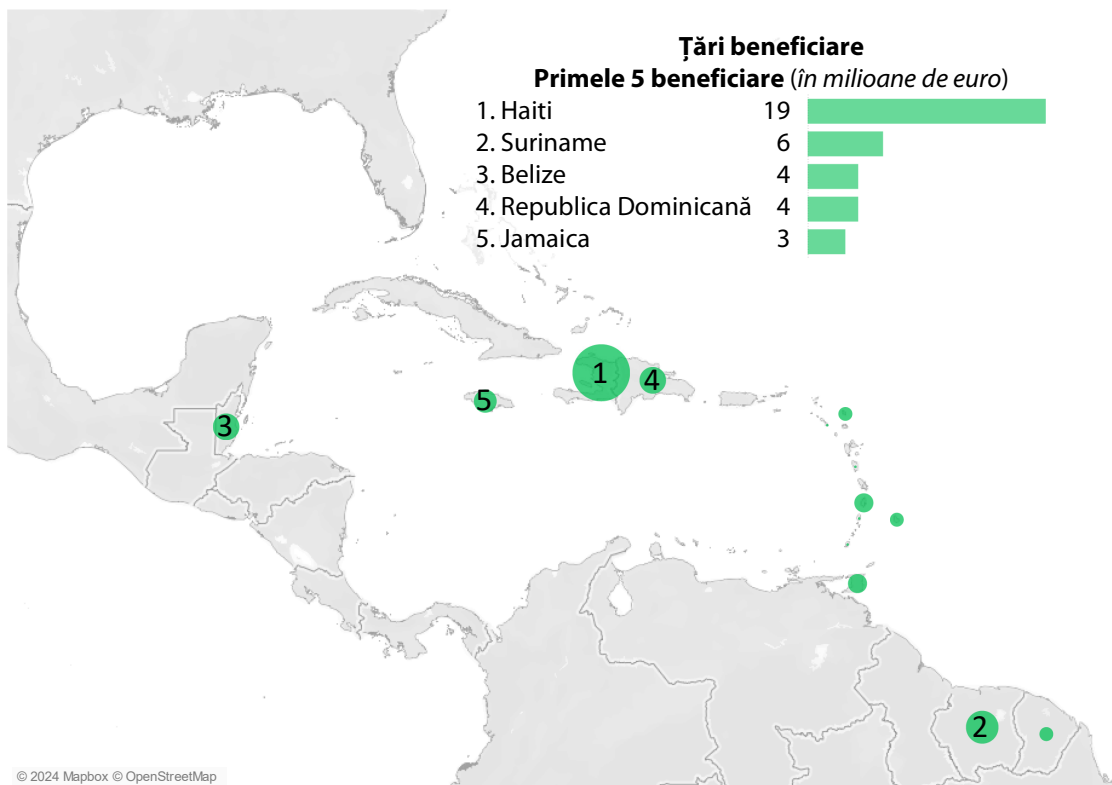 Țări beneficiare
Primele 5 beneficiare (în milioane de euro)
1. Haiti 19
2. Suriname 6
3. Belize 4
4. Republica Dominicană 4
5. Jamaica 3
1
4
5
3
2
© 2024 Mapbox © OpenStreetMap